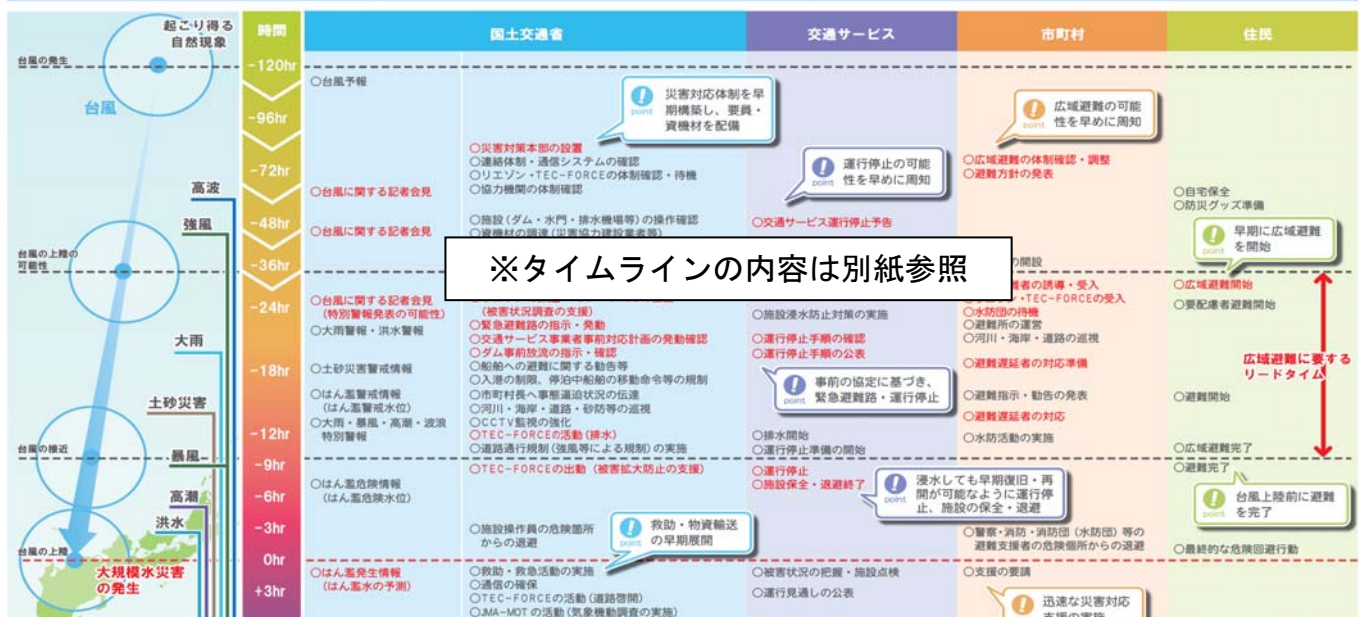 起こり得る
自然現象
時間
国土交通省
交通サービス
市町村
住民
台風の発生
台風
高波
強風
台風の上陸の
可能性
大雨
土砂災害
台風の接近
暴風
高潮
洪水
台風の上陸
大規模水災害
の発生
-120hr
-96hr
-72hr
-48hr
-36hr
-24hr
-18hr
-12hr
-9hr
-6hr
-3hr
0hr
+3hr
○台風予報
○台風に関する記者会見
○台風に関する記者会見
○台風に関する記者会見
(特別警報発表の可能性)
○大雨警報・洪水警報
○土砂災害警戒情報
○はん濫警戒情報
(はん濫警戒水位)
○大雨・暴風・高潮・波浪
特別警報
○はん濫危険情報
(はん濫危険水位)
○はん濫発生情報
(はん濫水の予測)
point
災害対応体制を早
期構築し、要員・
資機材を配備
○災害対策本部の設置
○連絡体制・通信システムの確認
○リエゾン・TEC-FORCEの体制確認・待機
○協力機関の体制確認
○施設(ダム・水門・排水機場等)の操作確認
○資機材の調達(災害協力建設業者等)
※タイムラインの内容は別紙参照
(被害状況調査の支援)
○緊急避難路の指示・発動
○交通サービス事業者事前対応計画の発動確認
○ダム事前放流の指示・確認
○船舶への避難に関する勧告等
○入港の制限、停泊中船舶の移動命令等の規制
○市町村長へ事態逼迫状況の伝達
○河川・海岸・道路・砂防等の巡視
○CCTV監視の強化
○TEC-FORCEの活動(排水)
○道路通行規制(強風等による規制)の実施
○TEC-FORCEの出動(被害拡大防止の支援)
○施設操作員の危険箇所
からの退避
point
救助・物資輸送
の早期展開
○救助・救急活動の実施
○通信の確保
○TEC-FORCEの活動(道路啓開)
○JMA-MOTの活動(気象機動調査の実施)
point
運行停止の可能
性を早めに周知
○交通サービス運行停止予告
○施設浸水防止対策の実施
○運行停止手順の確認
○運行停止手順の公表
point
事前の協定に基づき、
緊急避難路・運行停止
○排水開始
○運行停止準備の開始
○運行停止
○施設保全・退避終了
point
浸水しても早期復旧・再
開が可能なように運行停
止、施設の保全・退避
○被害状況の把握・施設点検
○運行見通しの公表
point
広域避難の可能
性を早めに周知
○広域避難の体制確認・調整
○避難方針の発表
の開設
者の誘導・受入
・TEC-FORCEの受入
○水防団の待機
○避難所の運営
○河川・海岸・道路の巡視
○避難遅延者の対応準備
○避難指示・勧告の発表
○避難遅延者の対応
○水防活動の実施
○警察・消防・消防団(水防団)等の
避難支援者の危険個所からの退避
○支援の要請
point
迅速な災害対応
支援の実施
○自宅保全
○防災グッズ準備
point
早期に広域避難
を開始
○広域避難開始
○要配慮者避難開始
広域避難に要する
リードタイム
○避難開始
○広域避難完了
○避難完了
point
台風上陸前に避難
を完了
○最終的な危険回避行動